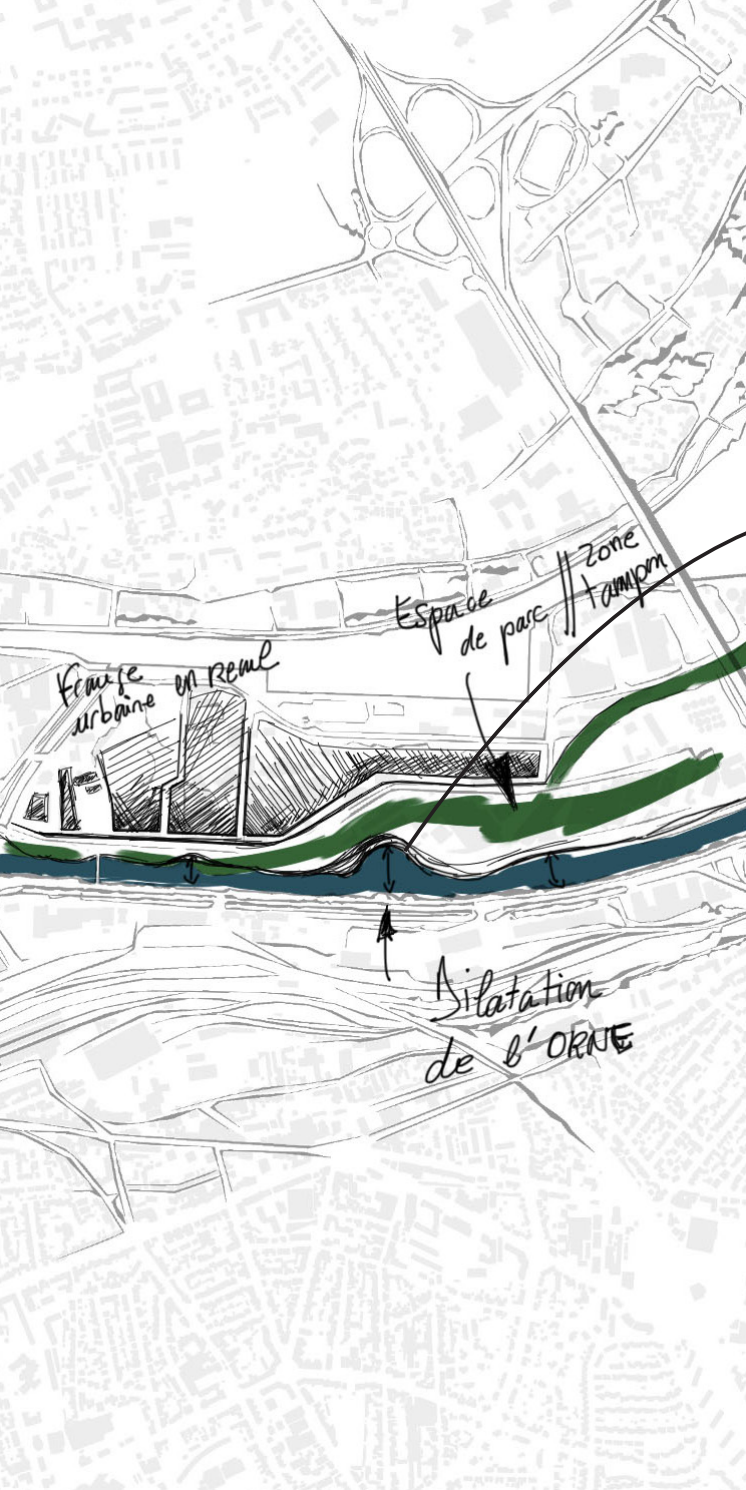 Espace // Zone
de parc tampon
Frange
urbaine en recul
Dilatation
de l'ORNE